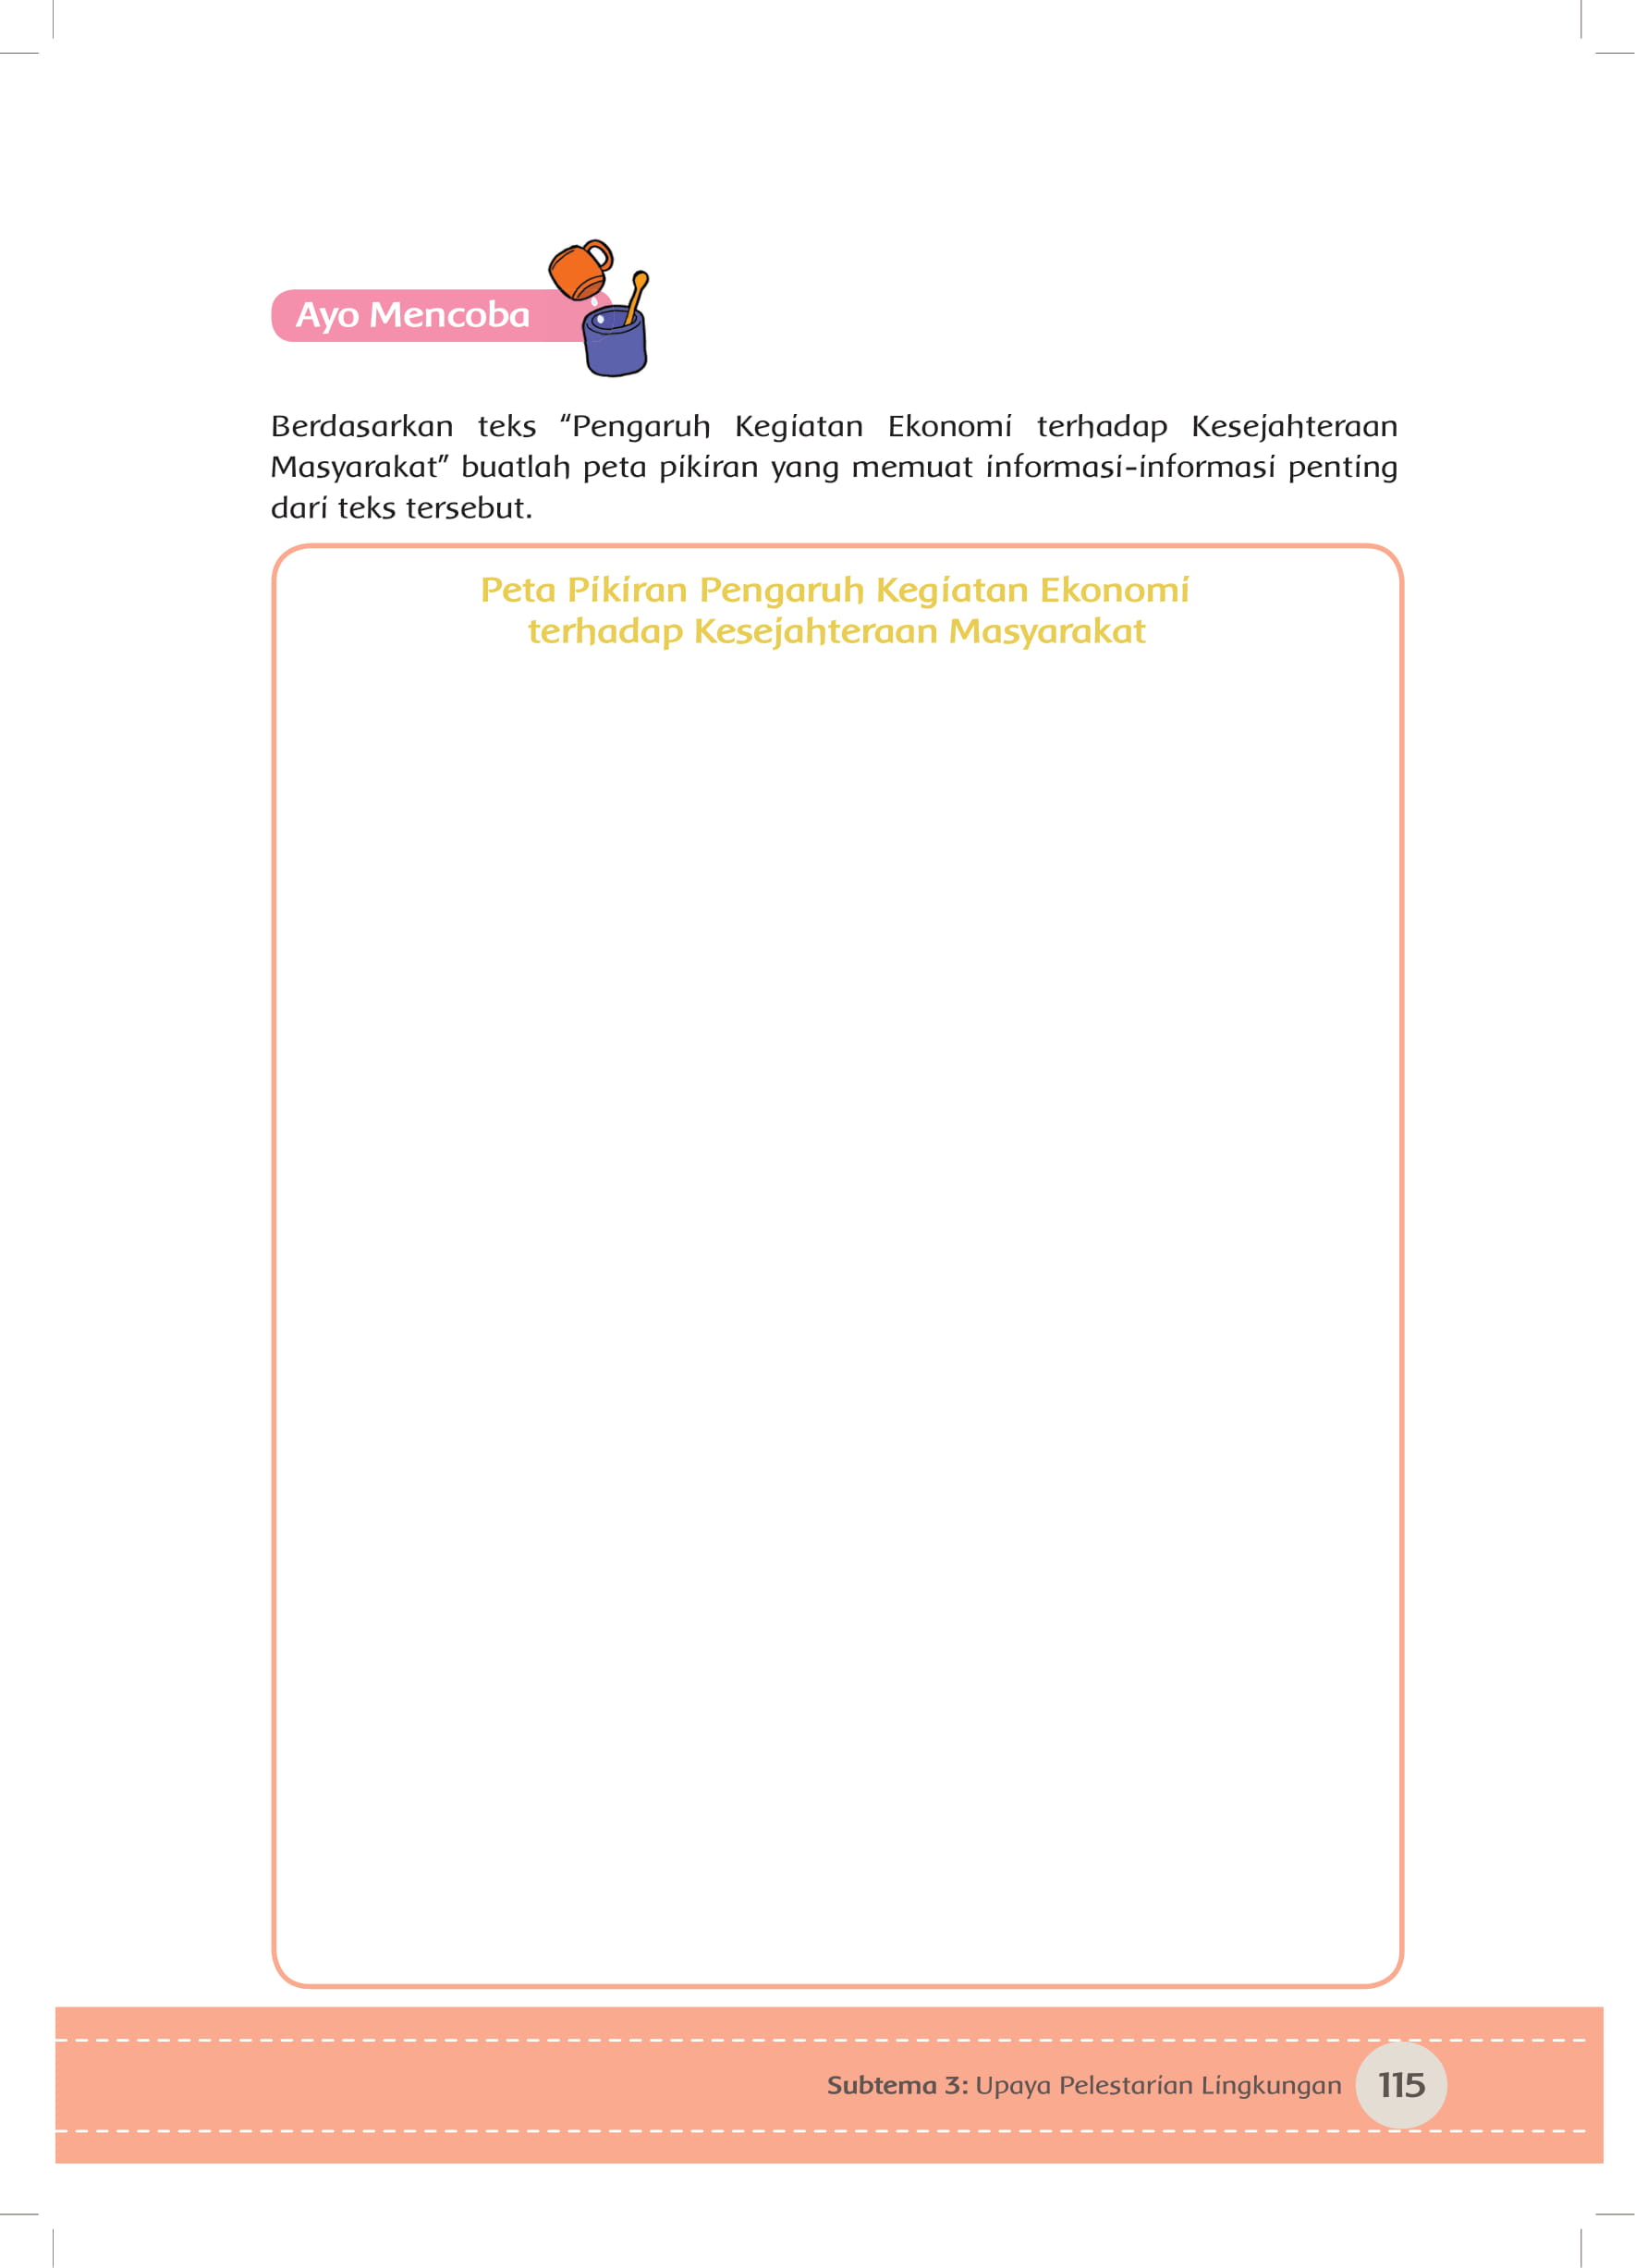 Ayo Mencoba
Berdasarkan teks “Pengaruh Kegiatan Ekonomi terhadap Kesejahteraan
Masyarakat” buatlah peta pikiran yang memuat informasi-informasi penting
dari teks tersebut.
Peta Pikiran Pengaruh Kegiatan Ekonomi
terhadap Kesejahteraan Masyarakat
Subtema 3: Upaya Pelestarian Lingkungan 115